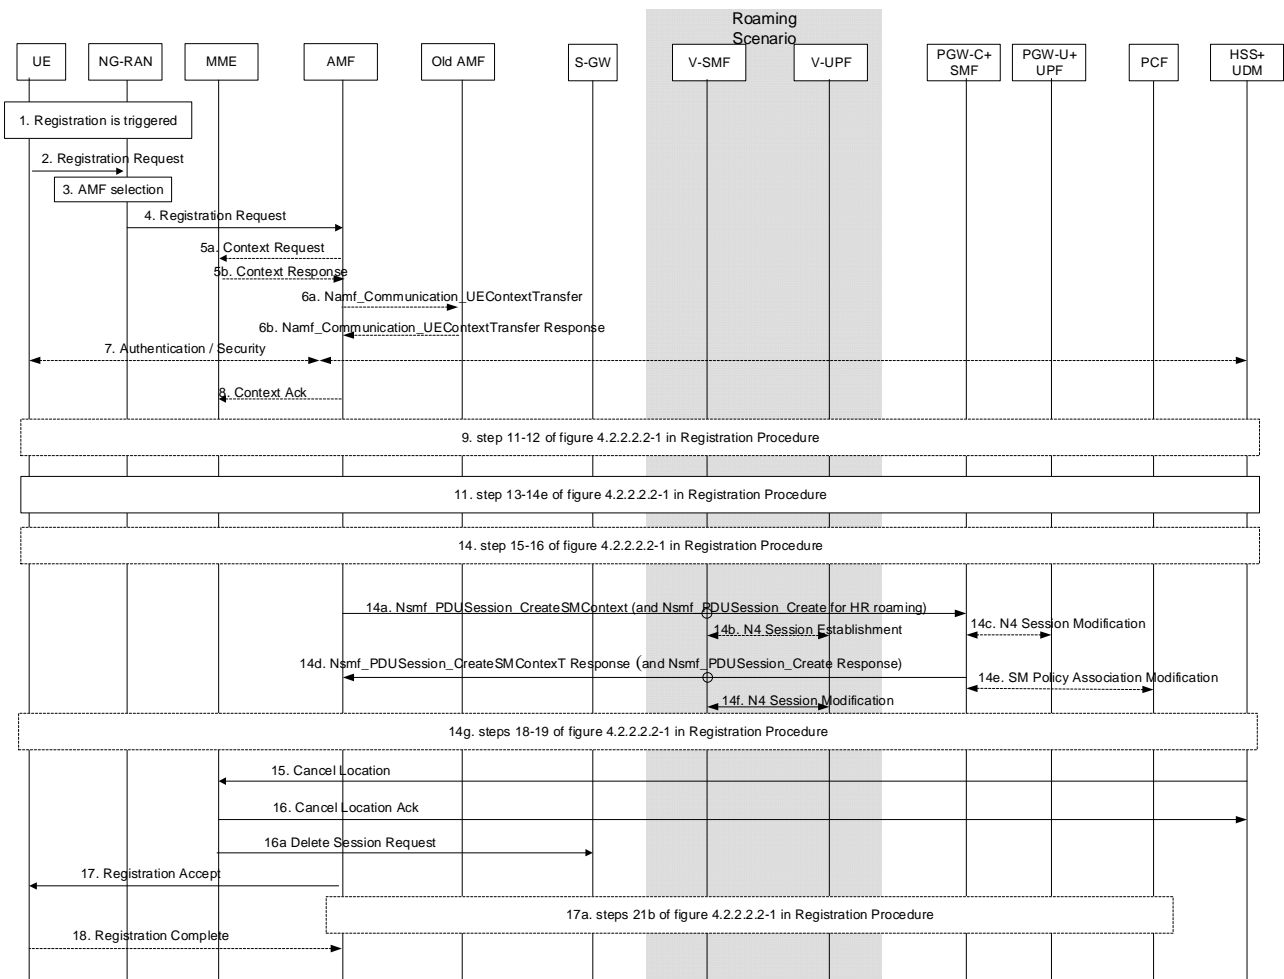 Roaming
Scenario
UE
NG-RAN
MME
AMF
Old AMF
S-GW
V-SMF
V-UPF
PGW-C+
SMF
PGW-U+
UPF
PCF
HSS+
UDM
1. Registration is triggered
2. Registration Request
3. AMF selection
4. Registration Request
5a. Context Request
5b. Context Response
6a. Namf_Communication_UEContextTransfer
6b. Namf_Communication_UEContextTransfer Response
7. Authentication / Security
8. Context Ack
9. step 11-12 of figure 4.2.2.2.2-1 in Registration Procedure
11. step 13-14e of figure 4.2.2.2.2-1 in Registration Procedure
14. step 15-16 of figure 4.2.2.2.2-1 in Registration Procedure
14a. Nsmf_PDUSession_CreateSMContext (and Nsmf_PDUSession_Create for HR roaming)
14b. N4 Session Establishment
14c. N4 Session Modification
14d. Nsmf_PDUSession_CreateSMContexT Response (and Nsmf_PDUSession_Create Response)
14e. SM Policy Association Modification
14f. N4 Session Modification
14g. steps 18-19 of figure 4.2.2.2.2-1 in Registration Procedure
15. Cancel Location
16. Cancel Location Ack
16a Delete Session Request
17. Registration Accept
17a. steps 21b of figure 4.2.2.2.2-1 in Registration Procedure
18. Registration Complete